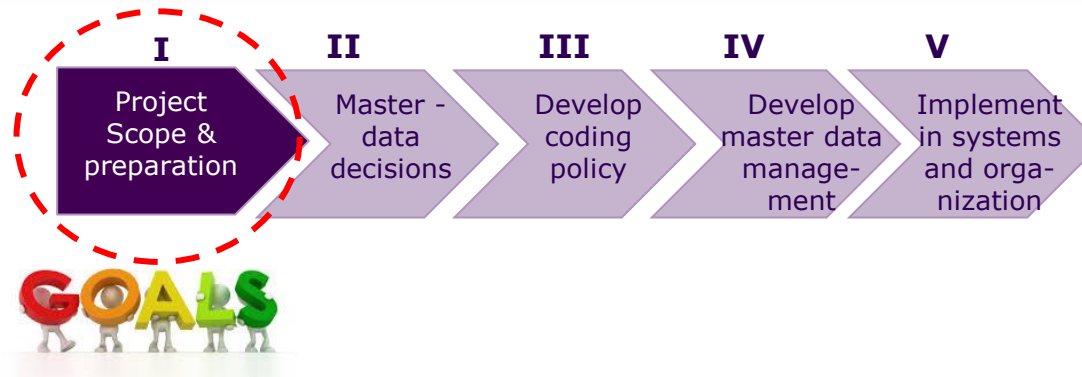 I
II
III
IV
V
Project
Scope &
preparation
Master -
data
decisions
Develop
coding
policy
Develop
master data
manage-
ment
Implement
in systems
and orga-
nization
GOALS